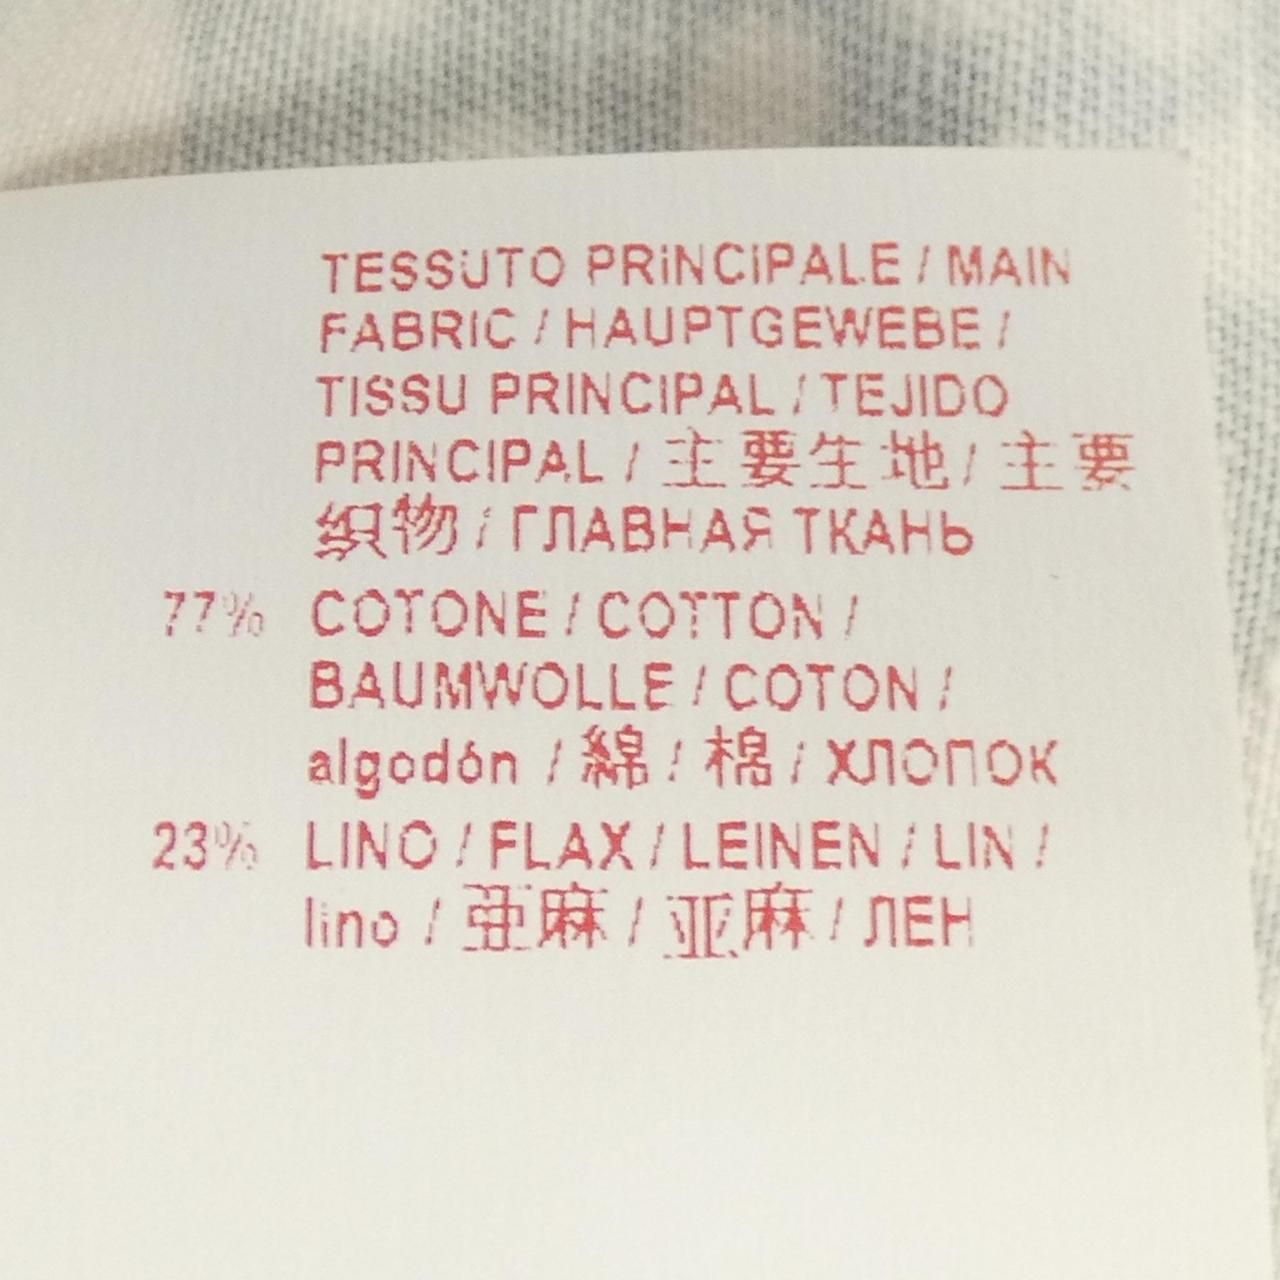 TESSUTO PRINCIPALE / MAIN
FABRIC / HAUPTGEWEBE /
TISSU PRINCIPAL / TEJIDO
PRINCIPAL / 主要生地 / 主要
织物 / ГЛАВНАЯ ТКАНЬ
77% COTONE / COTTON /
BAUMWOLLE / COTON /
algodón / 綿 / 棉 / ХЛОПОК
23% LINO / FLAX / LEINEN / LIN /
lino / 亜麻 / 亚麻 / ЛЕН